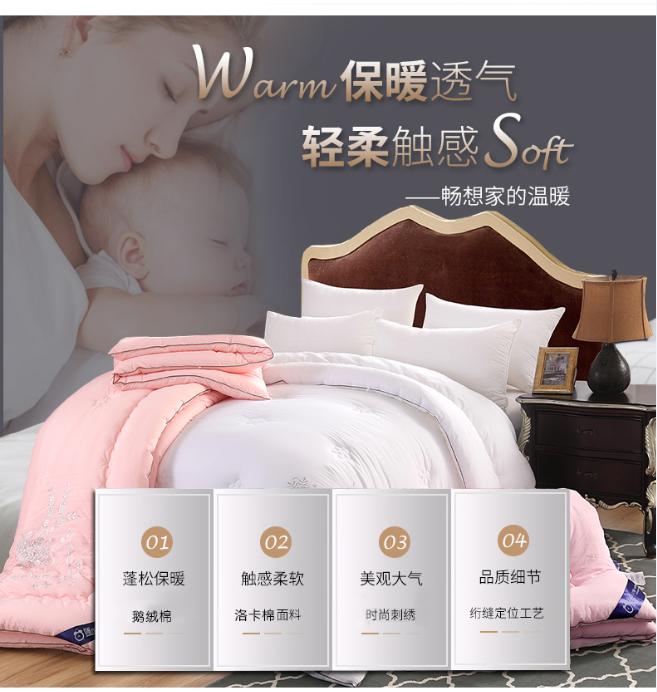 Warm 保暖透气
轻柔触感 Soft
——畅想家的温暖
01
蓬松保暖
鹅绒棉
02
触感柔软
洛卡棉面料
03
美观大气
时尚刺绣
04
品质细节
绗缝定位工艺